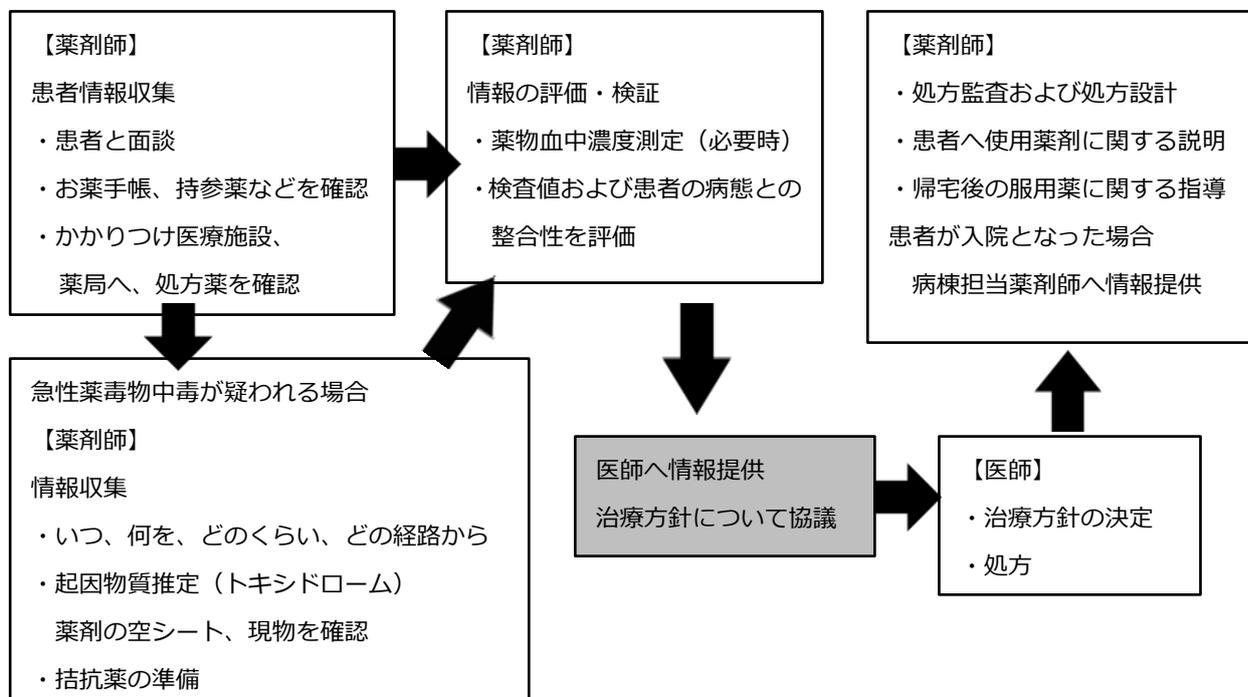 【薬剤師】
患者情報収集
・患者と面談
・お薬手帳、持参薬などを確認
・かかりつけ医療施設、
薬局へ、処方薬を確認
【薬剤師】
情報の評価・検証
・薬物血中濃度測定（必要時）
・検査値および患者の病態との
整合性を評価
【薬剤師】
・処方監査および処方設計
・患者へ使用薬剤に関する説明
・帰宅後の服用薬に関する指導
患者が入院となった場合
病棟担当薬剤師へ情報提供
急性薬毒物中毒が疑われる場合
【薬剤師】
情報収集
・いつ、何を、どのくらい、どの経路から
・起因物質推定（トキシドローム）
薬剤の空シート、現物を確認
・拮抗薬の準備
医師へ情報提供
治療方針について協議
【医師】
・治療方針の決定
・処方